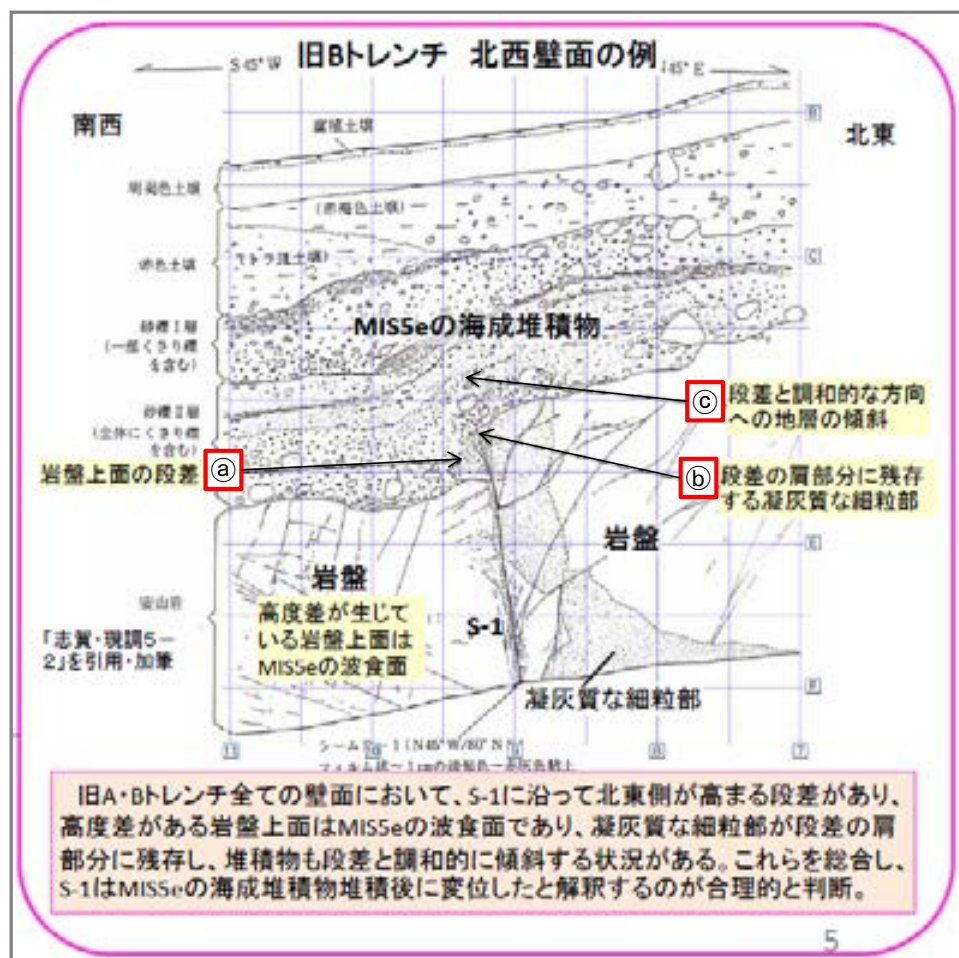 旧Bトレンチ 北西壁面の例
S 45° W
45° E
南西
北東
腐植土壌
B
明褐色土壌
(赤褐色土壌)
赤色土壌
C
MIS5eの海成堆積物
砂礫Ⅰ層
(一部くさり礫
を含む)
ⓒ
段差と調和的な方向
への地層の傾斜
砂礫Ⅱ層
(全体にくさり礫
を含む)
岩盤上面の段差
ⓐ
ⓑ
段差の肩部分に残存
する凝灰質な細粒部
岩盤
E
岩盤
安山岩
高度差が生じて
いる岩盤上面は
MIS5eの波食面
S-1
「志賀・現調5-
2」を引用・加筆
F
凝灰質な細粒部
11
10
9
8
7
旧A・Bトレンチ全ての壁面において、S-1に沿って北東側が高まる段差があり、
高度差がある岩盤上面はMIS5eの波食面であり、凝灰質な細粒部が段差の肩
部分に残存し、堆積物も段差と調和的に傾斜する状況がある。これらを総合し、
S-1はMIS5eの海成堆積物堆積後に変位したと解釈するのが合理的と判断。
5